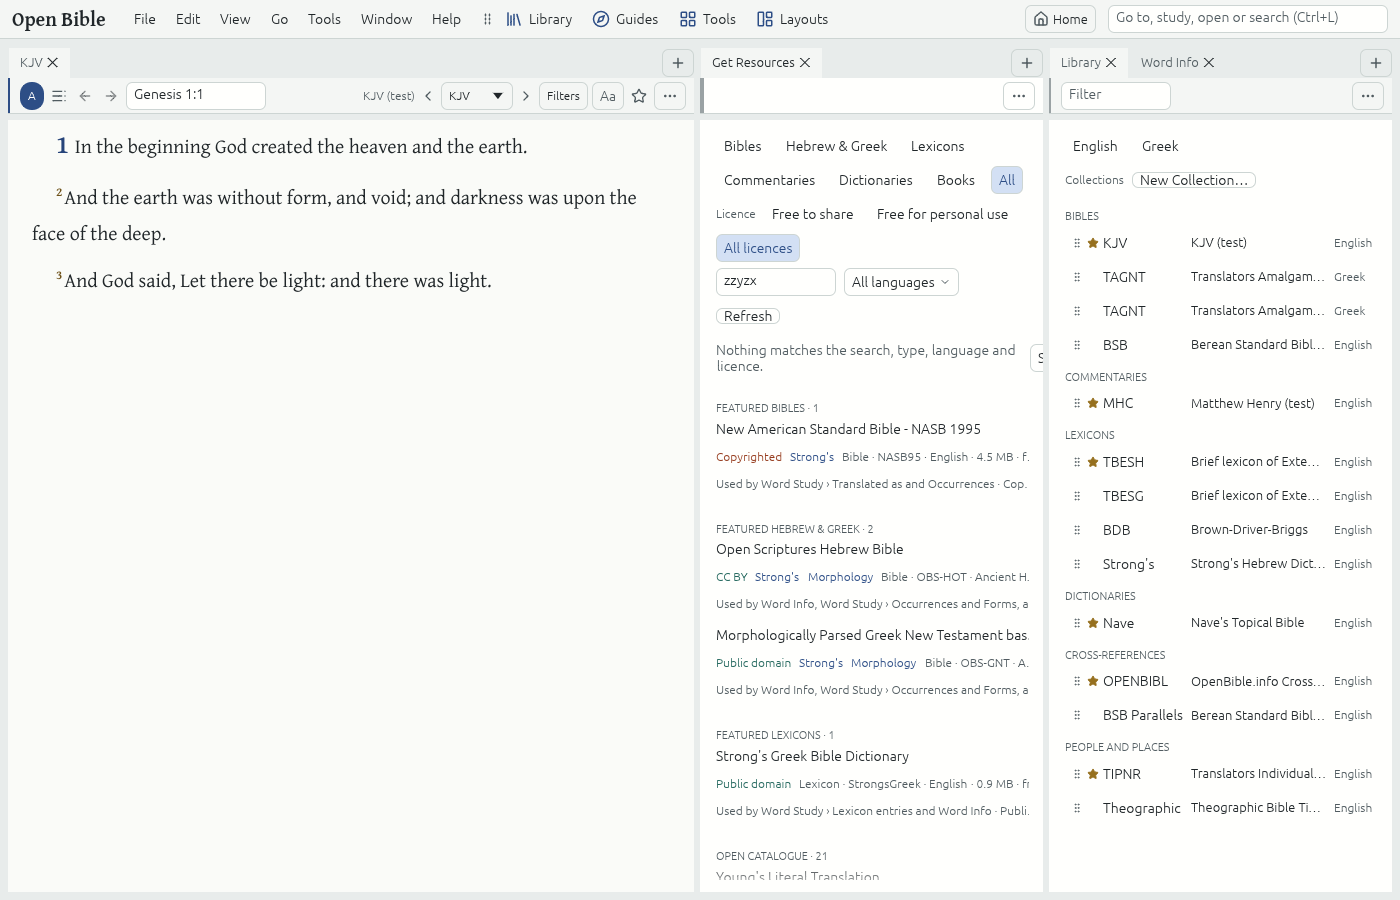 Open Bible File Edit View Go Tools Window Help Library Guides Tools Layouts Home Go to, study, open or search (Ctrl+L)
KJV
A Genesis 1:1 KJV (test) KJV Filters Aa
1 In the beginning God created the heaven and the earth.
2 And the earth was without form, and void; and darkness was upon the
face of the deep.
3 And God said, Let there be light: and there was light.
Get Resources
Bibles Hebrew & Greek Lexicons
Commentaries Dictionaries Books All
Licence Free to share Free for personal use
All licences
zzyzx All languages
Refresh
Nothing matches the search, type, language and
licence.
FEATURED BIBLES · 1
New American Standard Bible - NASB 1995
Copyrighted Strong's Bible · NASB95 · English · 4.5 MB · f.
Used by Word Study › Translated as and Occurrences · Cop.
FEATURED HEBREW & GREEK · 2
Open Scriptures Hebrew Bible
CC BY Strong's Morphology Bible · OBS-HOT · Ancient H.
Used by Word Info, Word Study › Occurrences and Forms, a
Morphologically Parsed Greek New Testament bas.
Public domain Strong's Morphology Bible · OBS-GNT · A.
Used by Word Info, Word Study › Occurrences and Forms, a
FEATURED LEXICONS · 1
Strong's Greek Bible Dictionary
Public domain Lexicon · StrongsGreek · English · 0.9 MB · fr
Used by Word Study › Lexicon entries and Word Info · Publi.
OPEN CATALOGUE · 21
Young's Literal Translation
Library Word Info
Filter
English Greek
Collections New Collection...
BIBLES
KJV KJV (test) English
TAGNT Translators Amalgam... Greek
TAGNT Translators Amalgam... Greek
BSB Berean Standard Bibl... English
COMMENTARIES
MHC Matthew Henry (test) English
LEXICONS
TBESH Brief lexicon of Exte... English
TBESG Brief lexicon of Exte... English
BDB Brown-Driver-Briggs English
Strong's Strong's Hebrew Dict... English
DICTIONARIES
Nave Nave's Topical Bible English
CROSS-REFERENCES
OPENBIBL OpenBible.info Cross... English
BSB Parallels Berean Standard Bibl... English
PEOPLE AND PLACES
TIPNR Translators Individual... English
Theographic Theographic Bible Ti... English